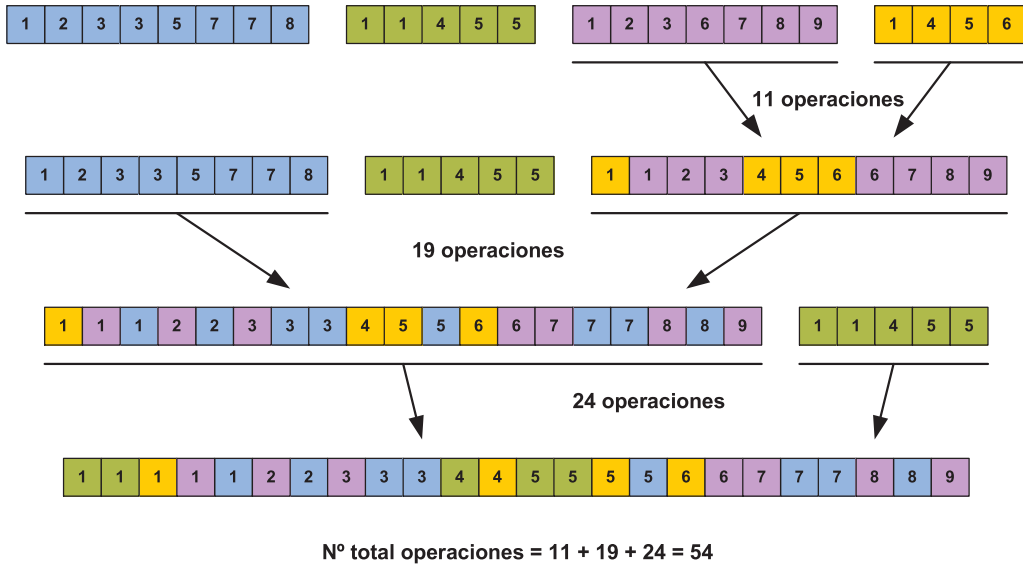 1 2 3 3 5 7 7 8 1 1 4 5 5 1 2 3 6 7 8 9 1 4 5 6
11 operaciones
1 2 3 3 5 7 7 8 1 1 4 5 5 1 1 2 3 4 5 6 6 7 8 9
19 operaciones
1 1 1 2 2 3 3 3 4 5 5 6 6 7 7 7 8 8 9 1 1 4 5 5
24 operaciones
1 1 1 1 1 2 2 3 3 3 4 4 5 5 5 5 6 6 7 7 7 8 8 9
Nº total operaciones = 11 + 19 + 24 = 54